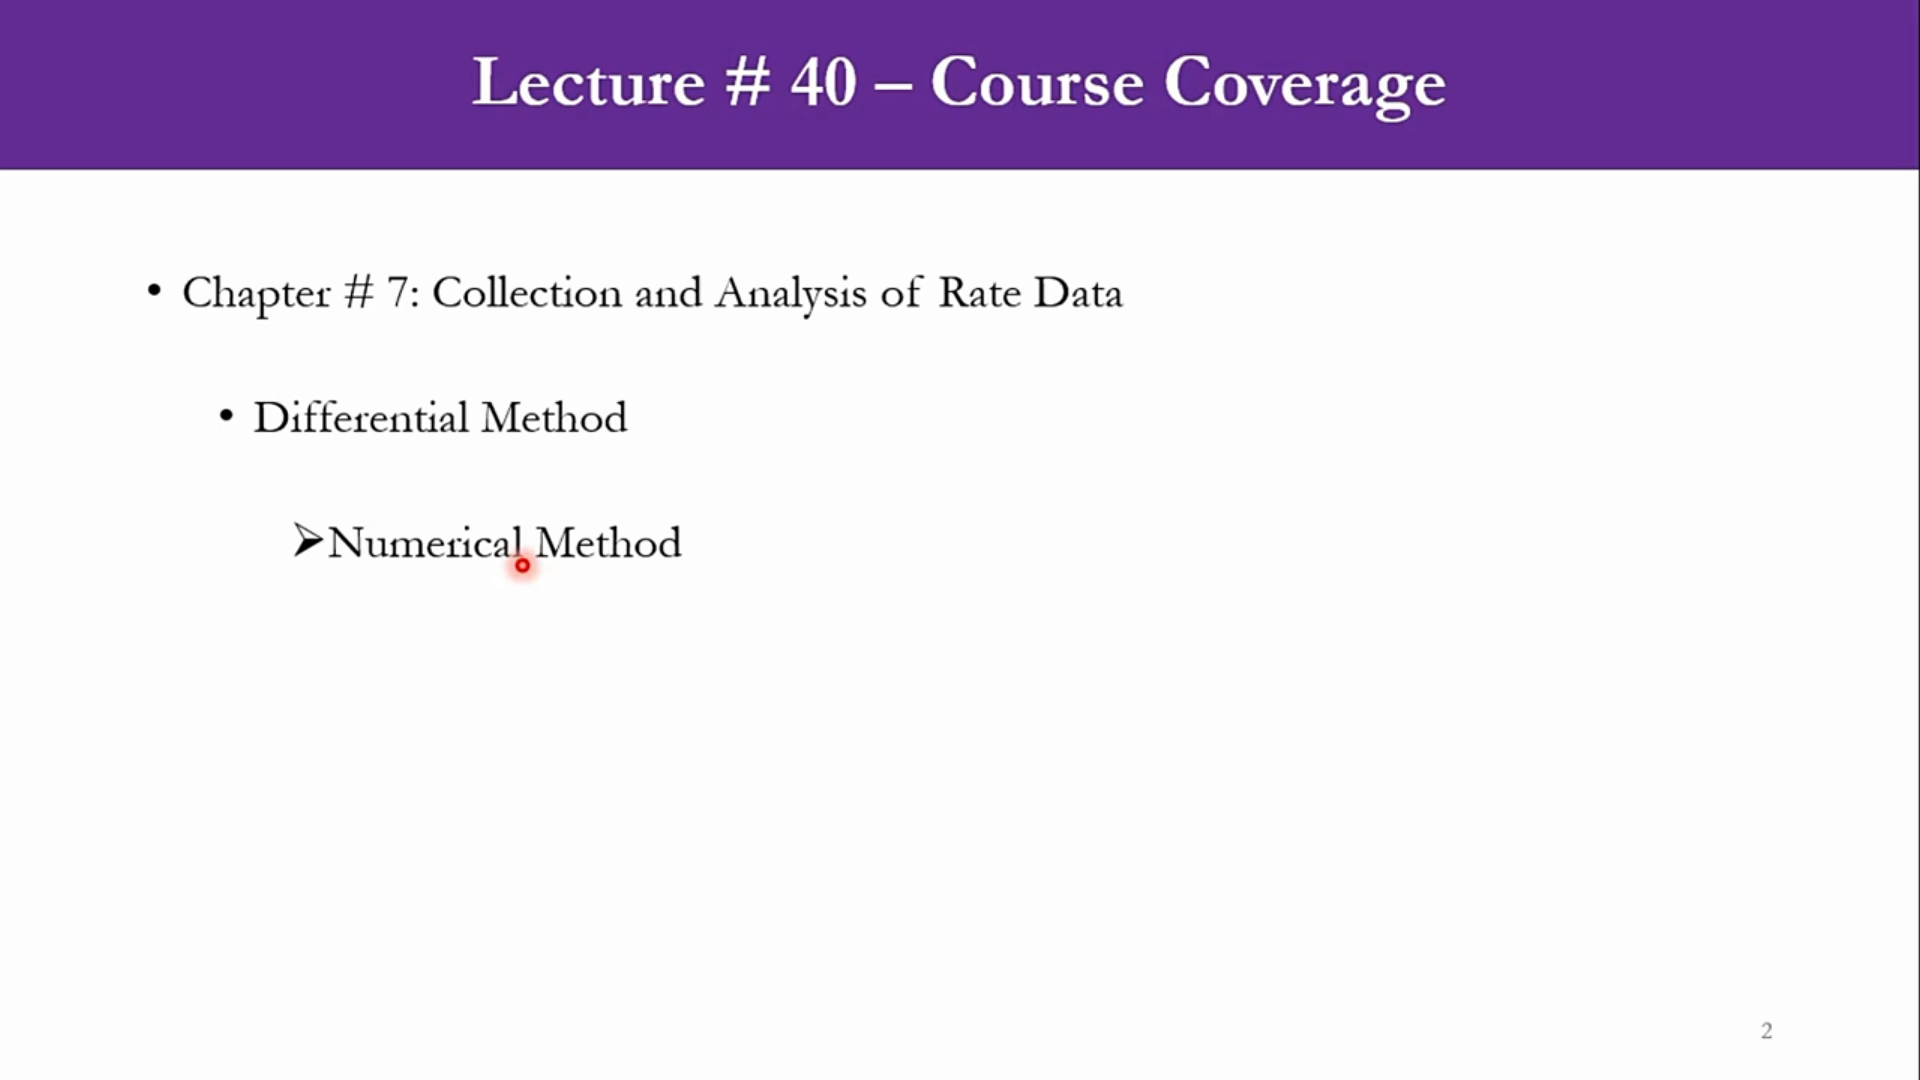 Lecture # 40 – Course Coverage
• Chapter # 7: Collection and Analysis of Rate Data
• Differential Method
➢Numerical Method
2